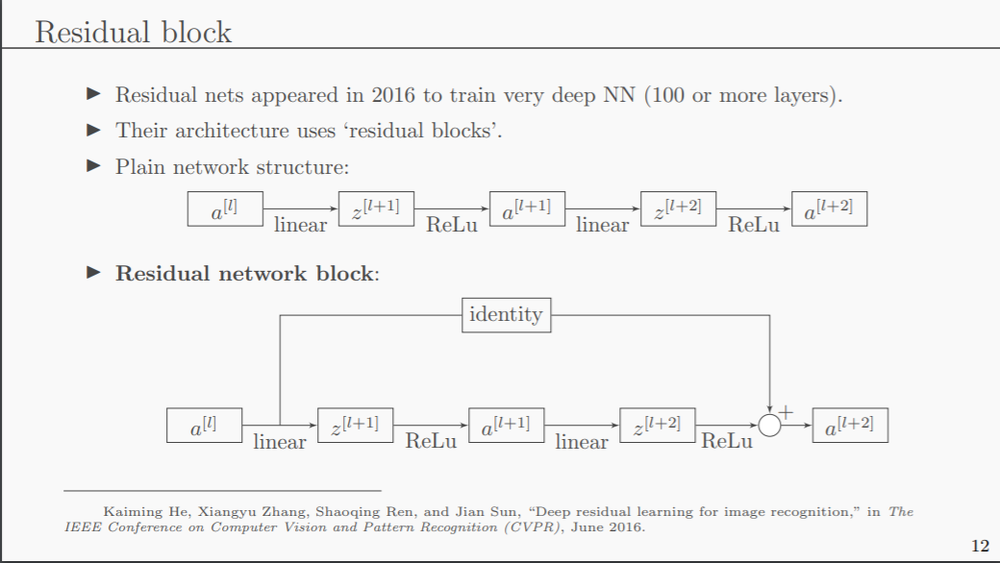 Residual block
▶ Residual nets appeared in 2016 to train very deep NN (100 or more layers).
▶ Their architecture uses ‘residual blocks’.
▶ Plain network structure:
a^[l] z^[l+1] a^[l+1] z^[l+2] a^[l+2]
linear ReLu linear ReLu
▶ Residual network block:
identity
+
a^[l] z^[l+1] a^[l+1] z^[l+2] a^[l+2]
linear ReLu linear ReLu
Kaiming He, Xiangyu Zhang, Shaoqing Ren, and Jian Sun, “Deep residual learning for image recognition,” in The
IEEE Conference on Computer Vision and Pattern Recognition (CVPR), June 2016.
12